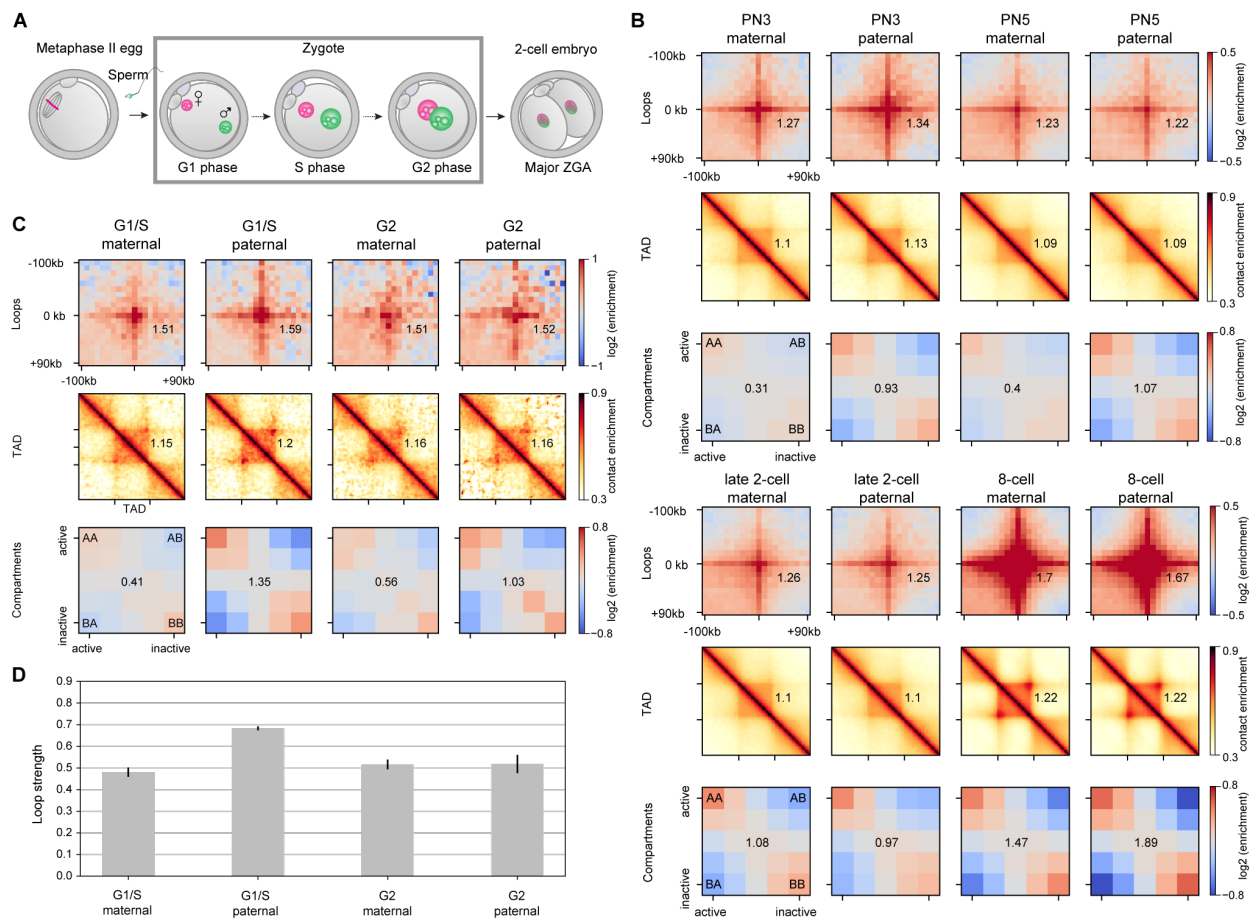 A
Metaphase II egg
Sperm
Zygote
2-cell embryo
♀
♂
G1 phase
S phase
G2 phase
Major ZGA
B
PN3 maternal
PN3 paternal
PN5 maternal
PN5 paternal
Loops
-100kb
0 kb
+90kb
1.27
1.34
1.23
1.22
-100kb
+90kb
0.5
log2 (enrichment)
−0.5
TAD
1.1
1.13
1.09
1.09
0.9
contact enrichment
0.3
Compartments
active
inactive
AA
AB
0.31
BA
BB
0.93
0.4
1.07
active
inactive
0.8
log2 (enrichment)
−0.8
late 2-cell maternal
late 2-cell paternal
8-cell maternal
8-cell paternal
Loops
-100kb
0 kb
+90kb
1.26
1.25
1.7
1.67
-100kb
+90kb
0.5
log2 (enrichment)
−0.5
TAD
1.1
1.1
1.22
1.22
0.9
contact enrichment
0.3
Compartments
active
inactive
AA
AB
1.08
BA
BB
0.97
1.47
1.89
active
inactive
0.8
log2 (enrichment)
−0.8
C
G1/S maternal
G1/S paternal
G2 maternal
G2 paternal
Loops
-100kb
0 kb
+90kb
1.51
1.59
1.51
1.52
-100kb
+90kb
1
log2 (enrichment)
−1
TAD
1.15
1.2
1.16
1.16
TAD
0.9
contact enrichment
0.3
Compartments
active
inactive
AA
AB
0.41
BA
BB
1.35
0.56
1.03
active
inactive
0.8
log2 (enrichment)
−0.8
D
Loop strength
0.9
0.8
0.7
0.6
0.5
0.4
0.3
0.2
0.1
0.0
G1/S maternal
G1/S paternal
G2 maternal
G2 paternal